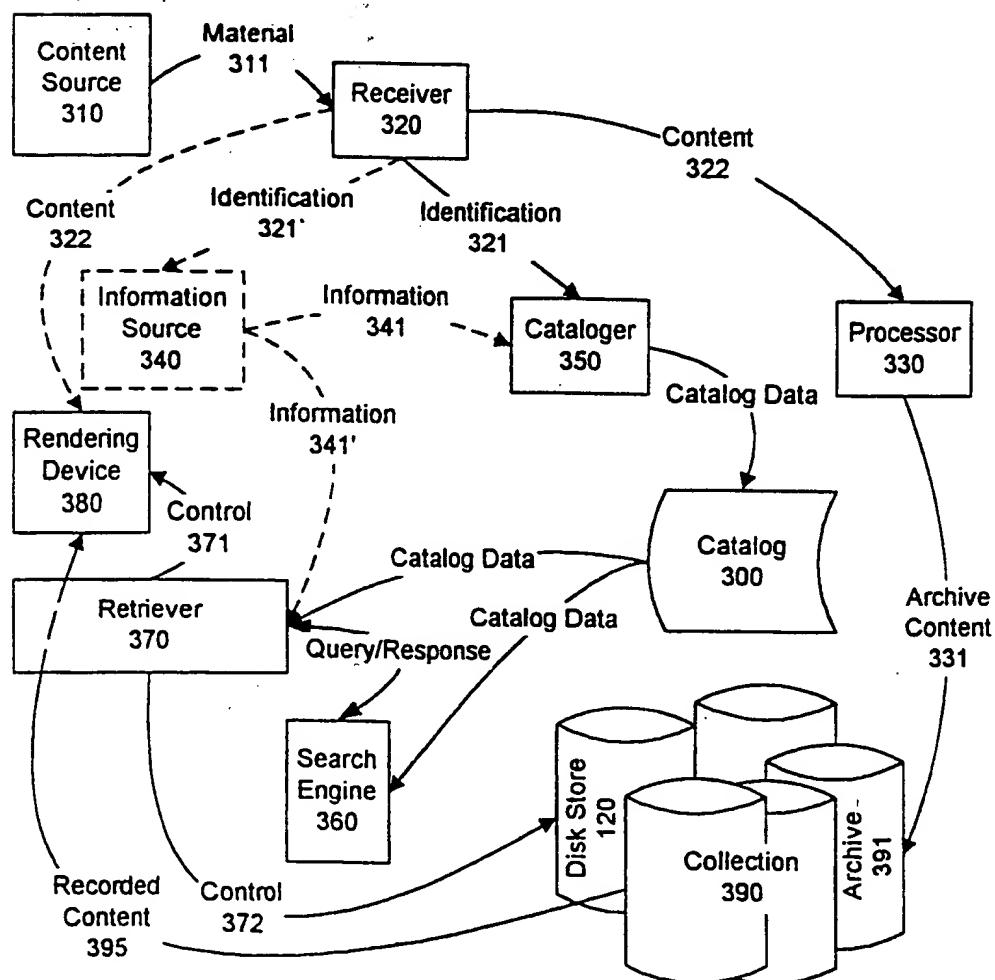 Content
Source
310
Material
311
Receiver
320
Content
322
Identification
321'
Identification
321
Content
322
Information
Source
340
Information
341
Cataloger
350
Processor
330
Catalog Data
Information
341'
Rendering
Device
380
Control
371
Catalog
300
Catalog Data
Archive
Content
331
Retriever
370
Catalog Data
Query/Response
Search
Engine
360
Disk Store
120
Collection
390
Archive
391
Recorded
Content
395
Control
372